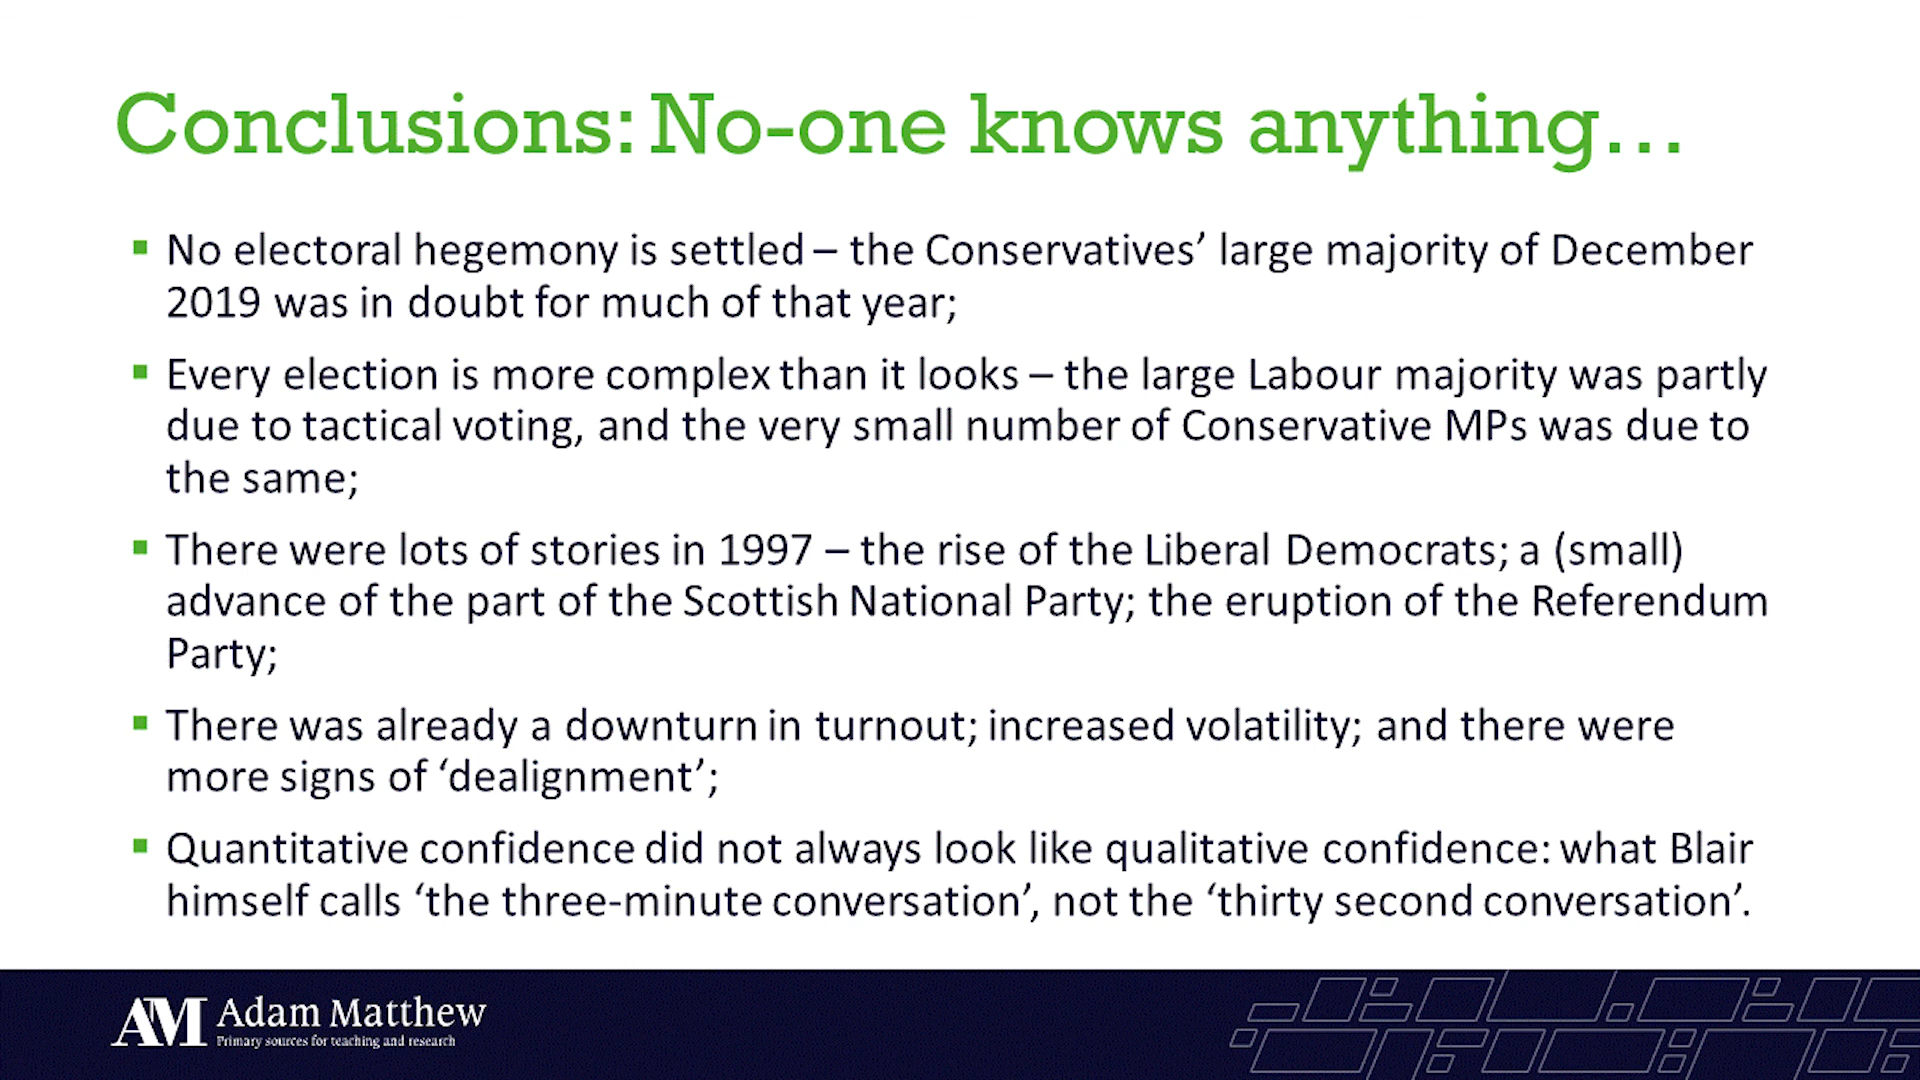 Conclusions: No-one knows anything…
▪ No electoral hegemony is settled – the Conservatives’ large majority of December
2019 was in doubt for much of that year;
▪ Every election is more complex than it looks – the large Labour majority was partly
due to tactical voting, and the very small number of Conservative MPs was due to
the same;
▪ There were lots of stories in 1997 – the rise of the Liberal Democrats; a (small)
advance of the part of the Scottish National Party; the eruption of the Referendum
Party;
▪ There was already a downturn in turnout; increased volatility; and there were
more signs of ‘dealignment’;
▪ Quantitative confidence did not always look like qualitative confidence: what Blair
himself calls ‘the three-minute conversation’, not the ‘thirty second conversation’.
AM Adam Matthew
Primary sources for teaching and research